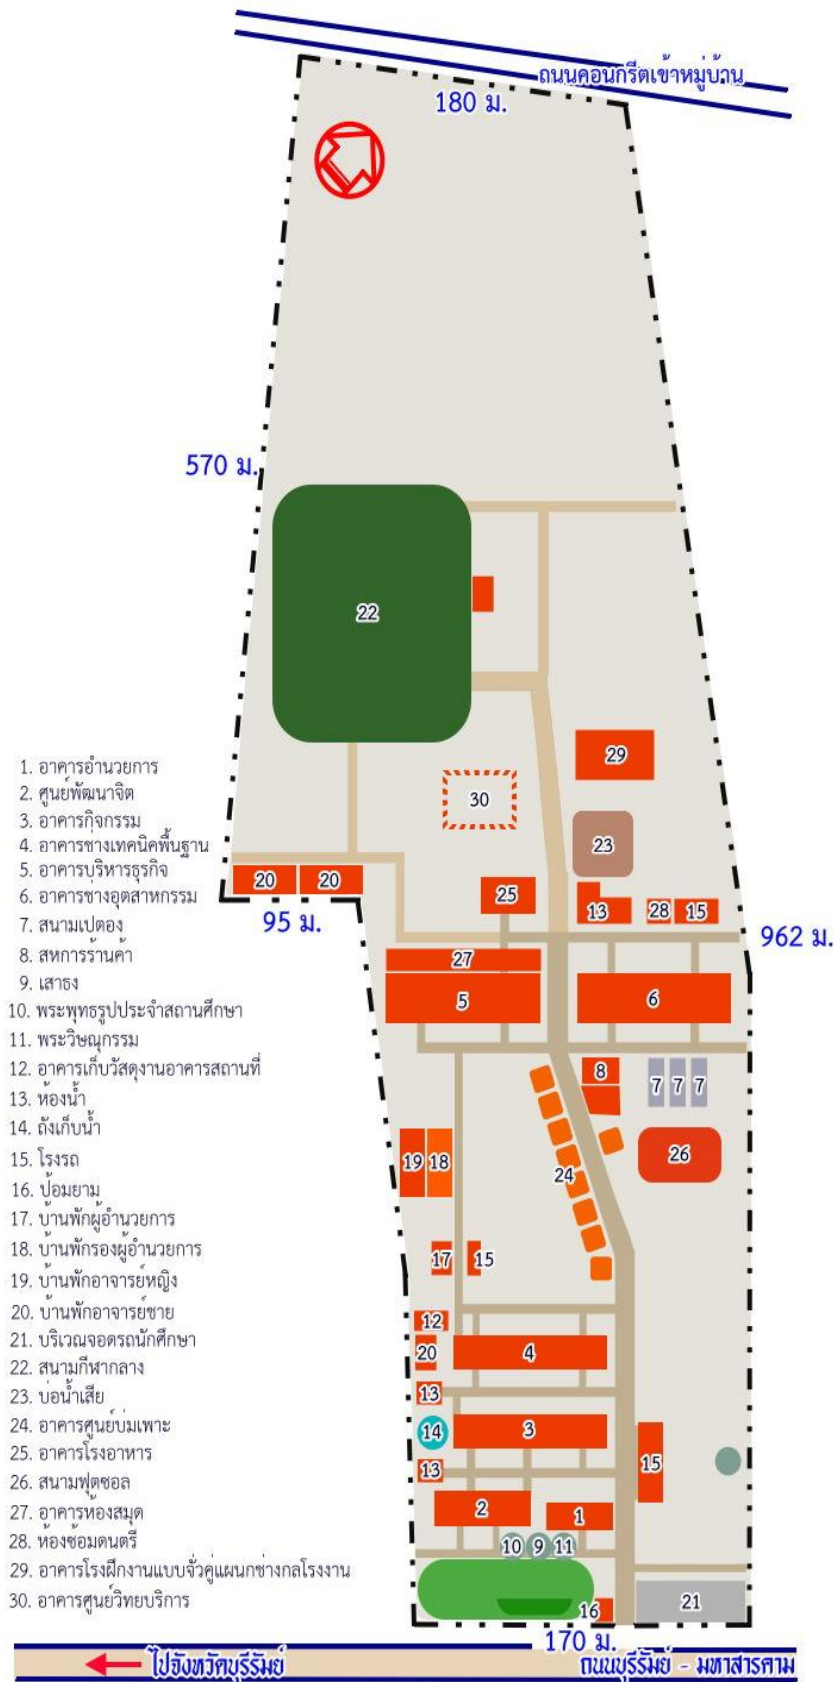 ถนนคอนกรีตเข้าหมู่บ้าน
180 ม.
570 ม.
22
29
30
23
20 20
25
13 28 15
95 ม.
962 ม.
27
5 6
8
7 7 7
19 18
24
26
17 15
12
20 4
13
14 3
13
15
2 1
10 9 11
16
21
1. อาคารอำนวยการ
2. ศูนย์พัฒนาจิต
3. อาคารกิจกรรม
4. อาคารช่างเทคนิคพื้นฐาน
5. อาคารบริหารธุรกิจ
6. อาคารช่างอุตสาหกรรม
7. สนามเปตอง
8. สหการร้านค้า
9. เสาธง
10. พระพุทธรูปประจำสถานศึกษา
11. พระวิษณุกรรม
12. อาคารเก็บวัสดุงานอาคารสถานที่
13. ห้องน้ำ
14. ถังเก็บน้ำ
15. โรงรถ
16. ป้อมยาม
17. บ้านพักผู้อำนวยการ
18. บ้านพักรองผู้อำนวยการ
19. บ้านพักอาจารย์หญิง
20. บ้านพักอาจารย์ชาย
21. บริเวณจอดรถนักศึกษา
22. สนามกีฬากลาง
23. บ่อน้ำเสีย
24. อาคารศูนย์บ่มเพาะ
25. อาคารโรงอาหาร
26. สนามฟุตซอล
27. อาคารห้องสมุด
28. ห้องซ้อมดนตรี
29. อาคารโรงฝึกงานแบบจั่วคู่แผนกช่างกลโรงงาน
30. อาคารศูนย์วิทยบริการ
170 ม.
ไปจังหวัดบุรีรัมย์
ถนนบุรีรัมย์ - มหาสารคาม